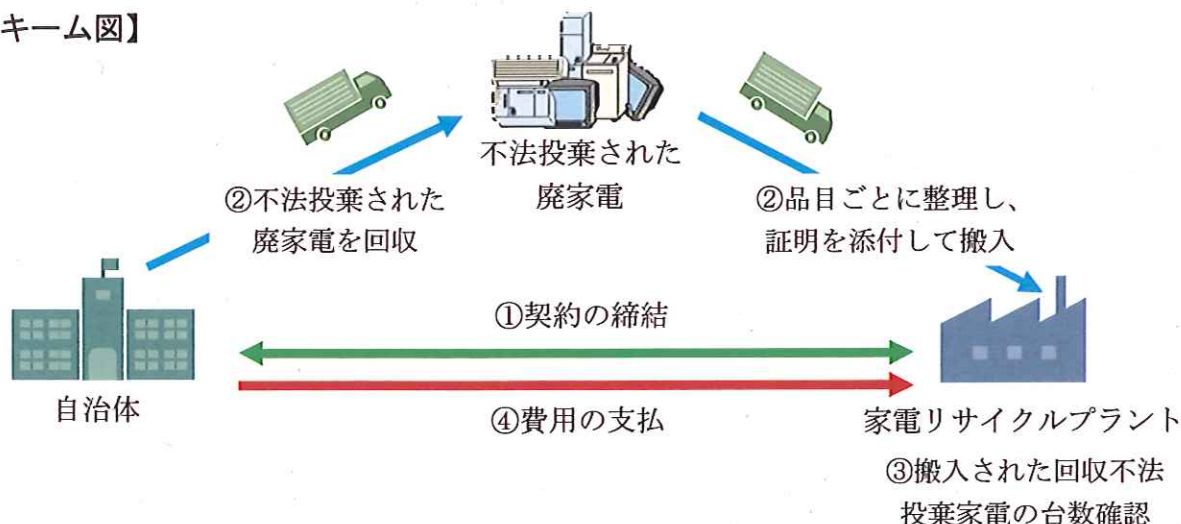 キーム図】
不法投棄された
廃家電
②不法投棄された
廃家電を回収
②品目ごとに整理し、
証明を添付して搬入
①契約の締結
自治体
④費用の支払
家電リサイクルプラント
③搬入された回収不法
投棄家電の台数確認